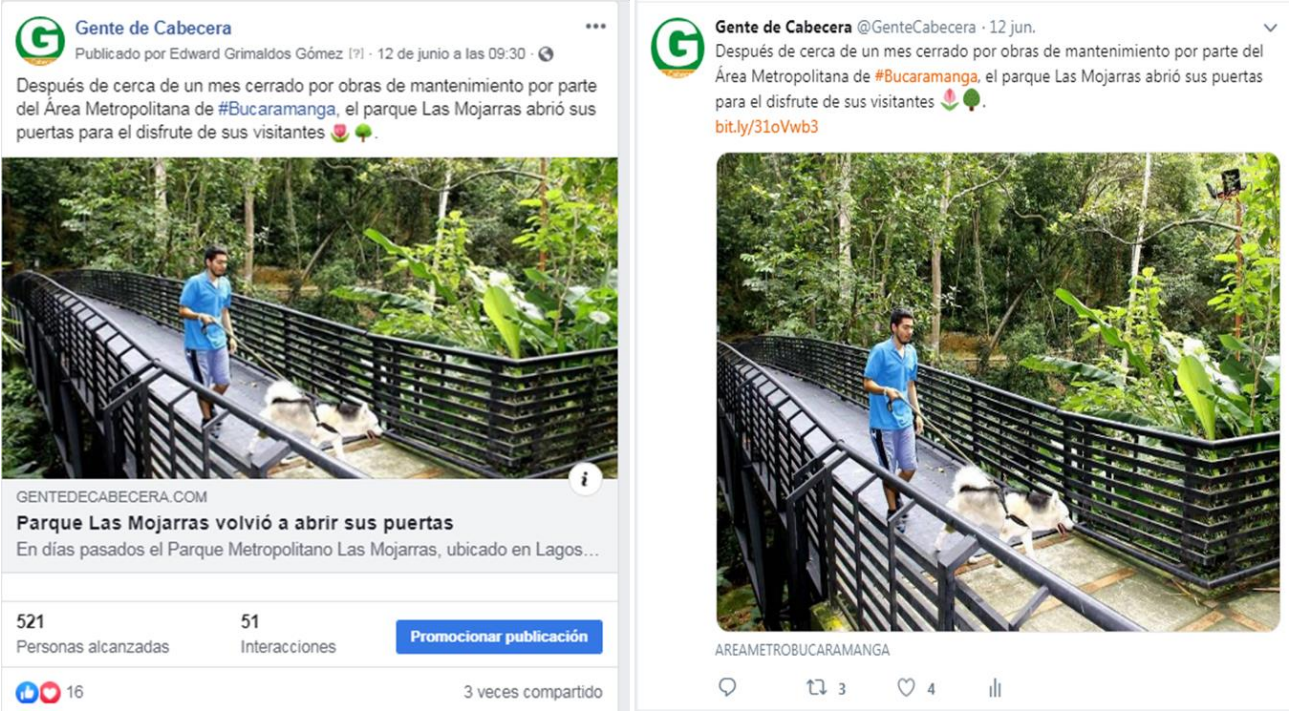 Gente de Cabecera
Publicado por Edward Grimaldos Gómez [?] · 12 de junio a las 09:30 ·
Después de cerca de un mes cerrado por obras de mantenimiento por parte
del Área Metropolitana de #Bucaramanga, el parque Las Mojarras abrió sus
puertas para el disfrute de sus visitantes 🌷🌳.
GENTEDECABECERA.COM
Parque Las Mojarras volvió a abrir sus puertas
En días pasados el Parque Metropolitano Las Mojarras, ubicado en Lagos...
521
Personas alcanzadas
51
Interacciones
Promocionar publicación
16
3 veces compartido
Gente de Cabecera @GenteCabecera · 12 jun.
Después de cerca de un mes cerrado por obras de mantenimiento por parte del
Área Metropolitana de #Bucaramanga, el parque Las Mojarras abrió sus puertas
para el disfrute de sus visitantes 🌷🌳.
bit.ly/31oVwb3
AREAMETROBUCARAMANGA
3
4